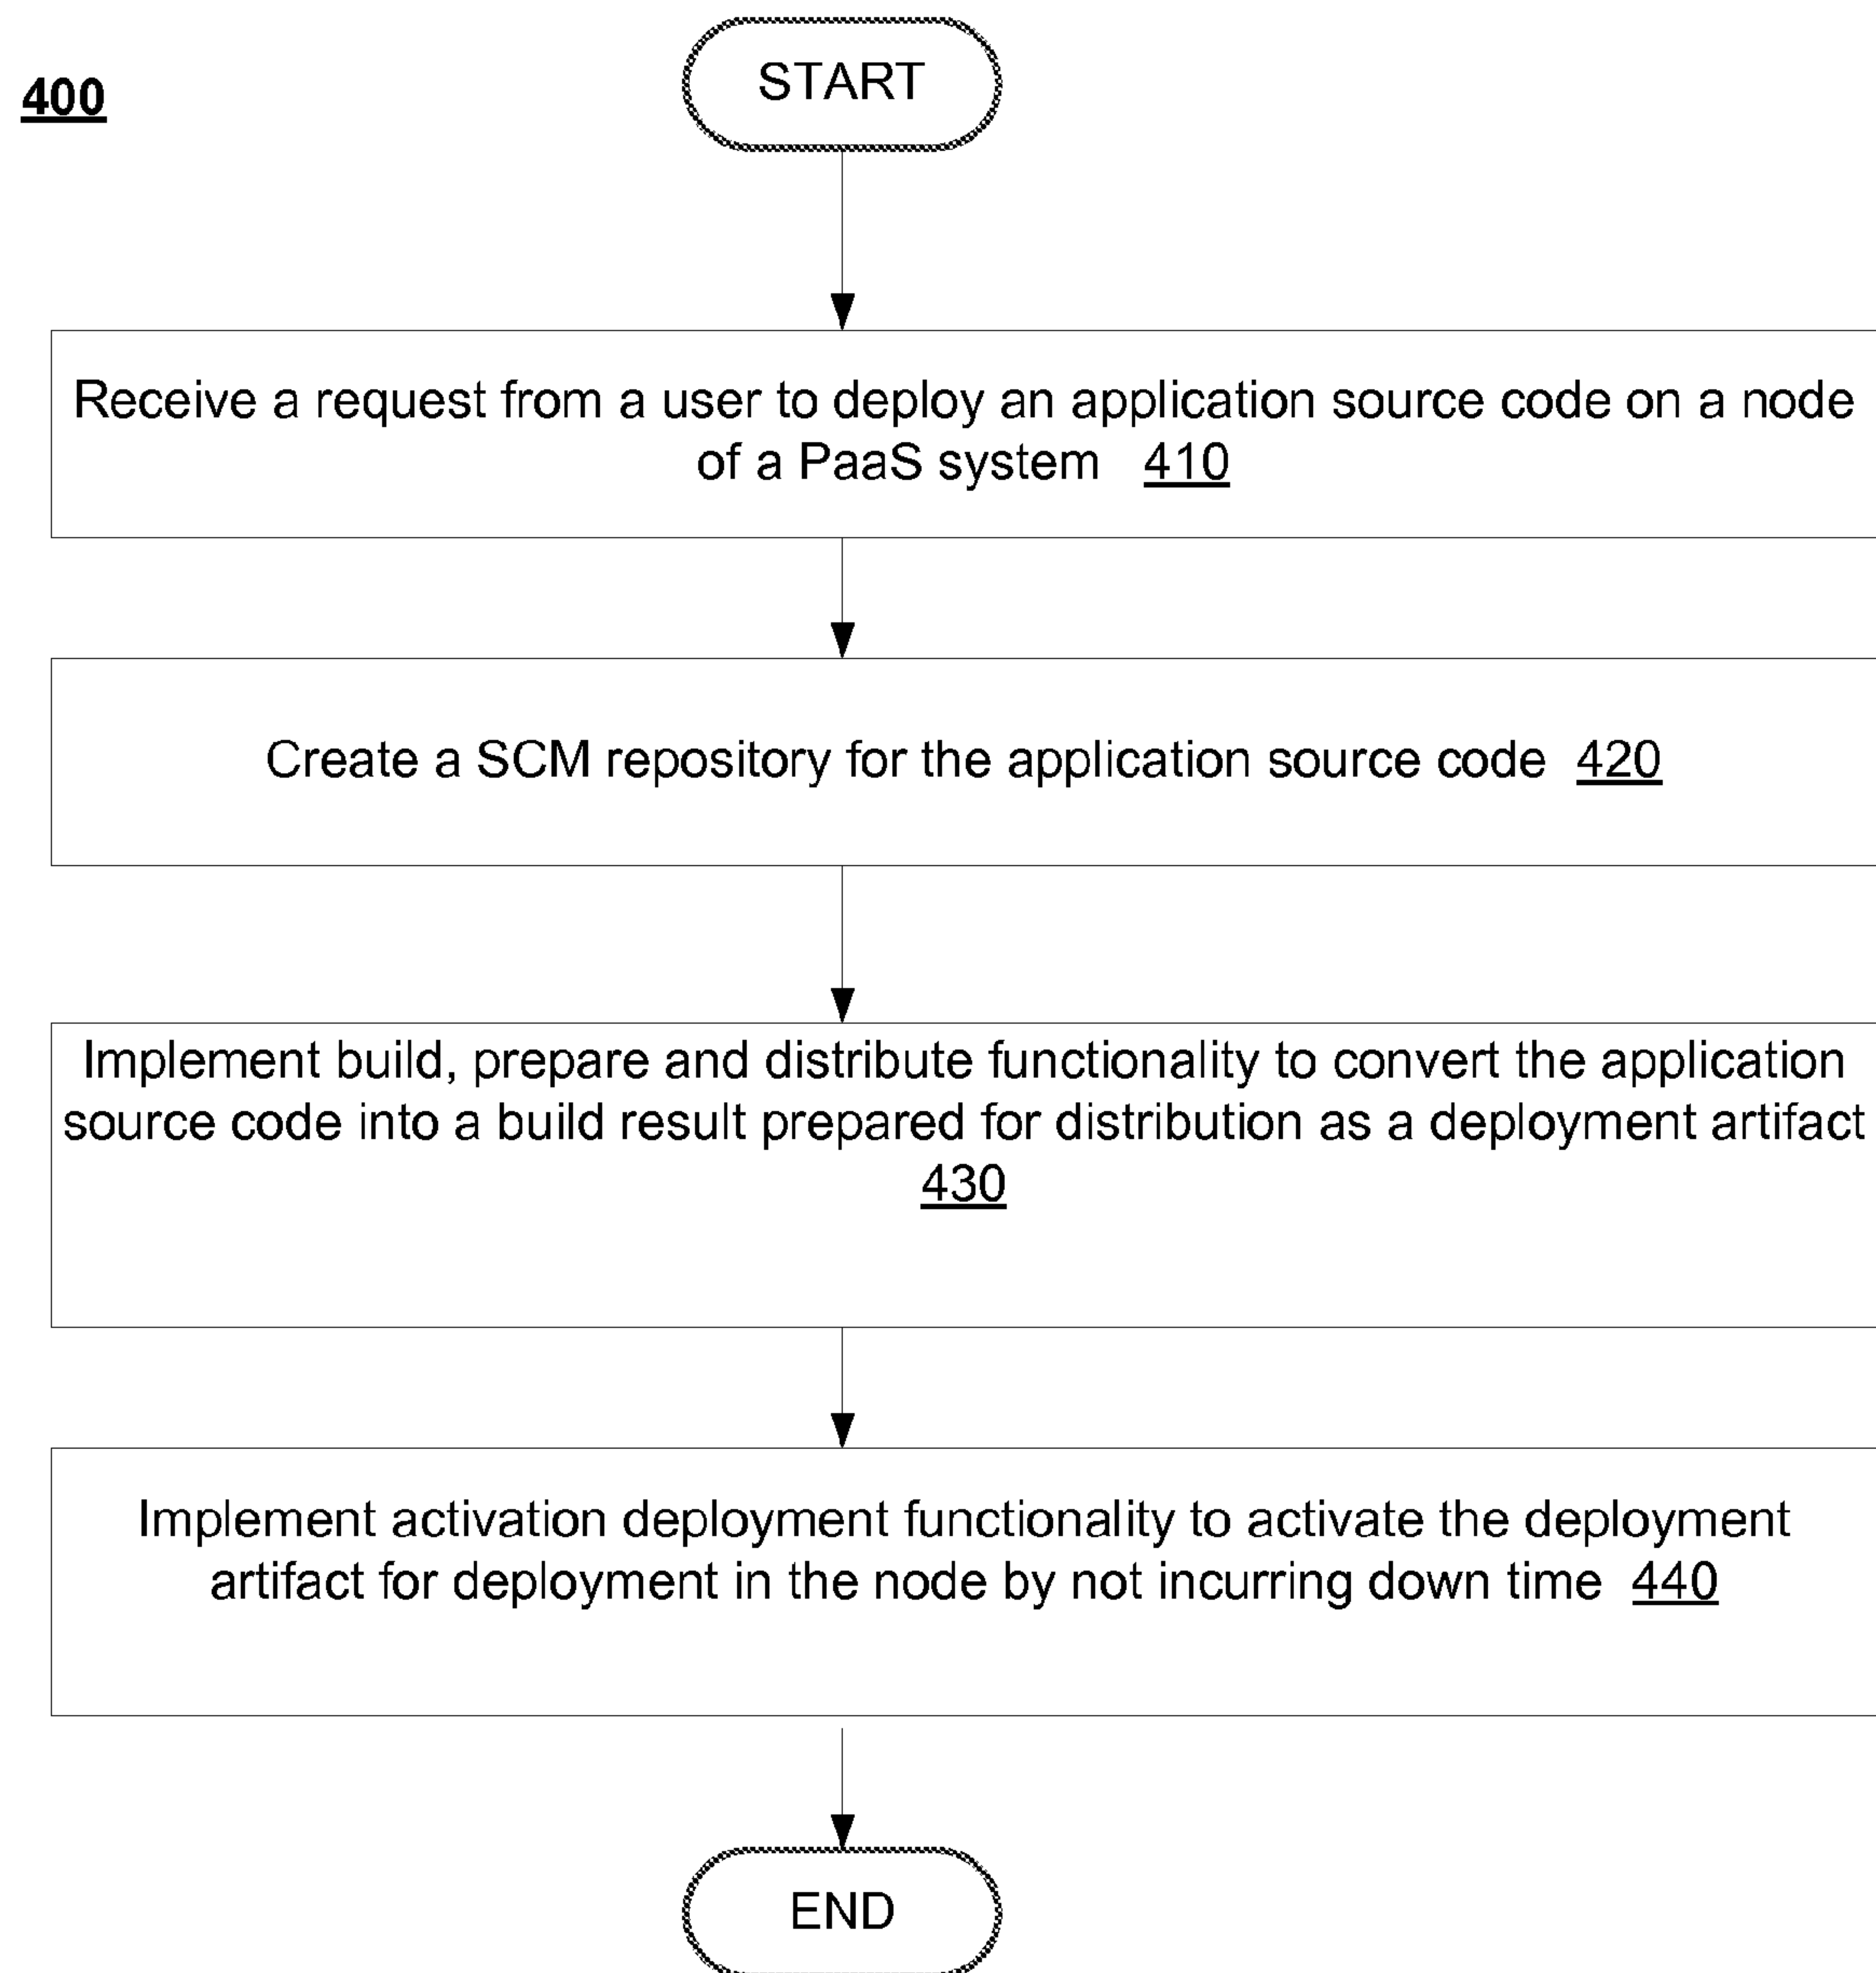 START
400
Receive a request from a user to deploy an application source code on a node
of a PaaS system 410
Create a SCM repository for the application source code 420
Implement build, prepare and distribute functionality to convert the application
source code into a build result prepared for distribution as a deployment artifact
430
Implement activation deployment functionality to activate the deployment
artifact for deployment in the node by not incurring down time 440
END